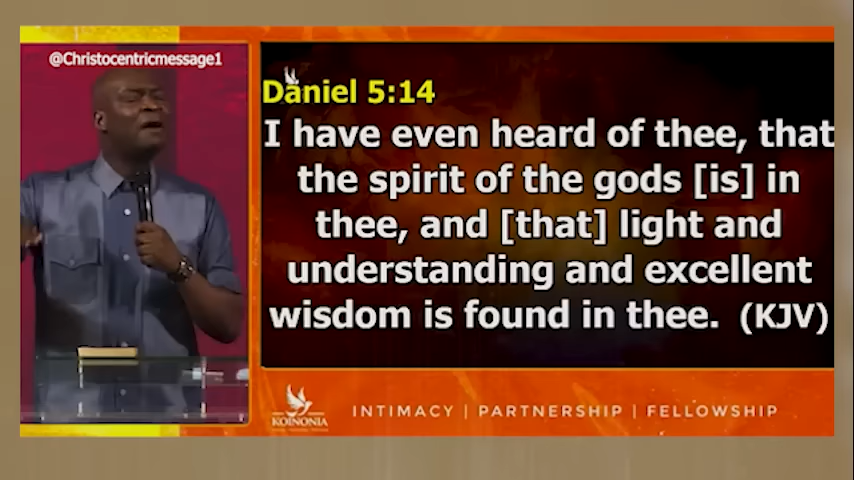 @Christocentricmessage1
Daniel 5:14
I have even heard of thee, that
the spirit of the gods [is] in
thee, and [that] light and
understanding and excellent
wisdom is found in thee. (KJV)
KOINONIA
INTIMACY | PARTNERSHIP | FELLOWSHIP